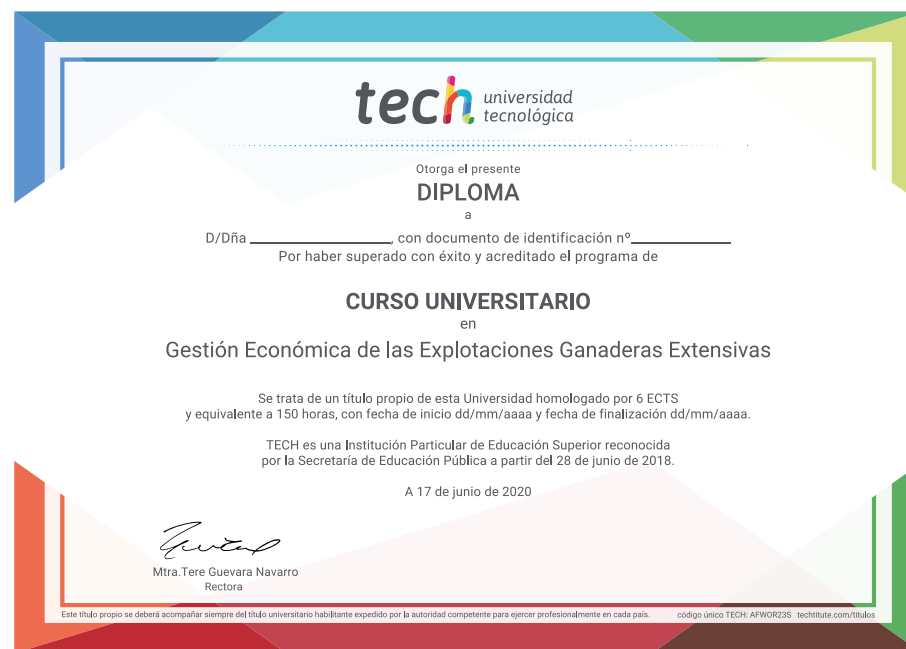 tech universidad
tecnológica
Otorga el presente
DIPLOMA
a
D/Dña ____________________, con documento de identificación nº______________
Por haber superado con éxito y acreditado el programa de
CURSO UNIVERSITARIO
en
Gestión Económica de las Explotaciones Ganaderas Extensivas
Se trata de un título propio de esta Universidad homologado por 6 ECTS
y equivalente a 150 horas, con fecha de inicio dd/mm/aaaa y fecha de finalización dd/mm/aaaa.
TECH es una Institución Particular de Educación Superior reconocida
por la Secretaría de Educación Pública a partir del 28 de junio de 2018.
A 17 de junio de 2020
Mtra.Tere Guevara Navarro
Rectora
Este título propio se deberá acompañar siempre del título universitario habilitante expedido por la autoridad competente para ejercer profesionalmente en cada país. código único TECH: AFWOR23S techtitute.com/titulos